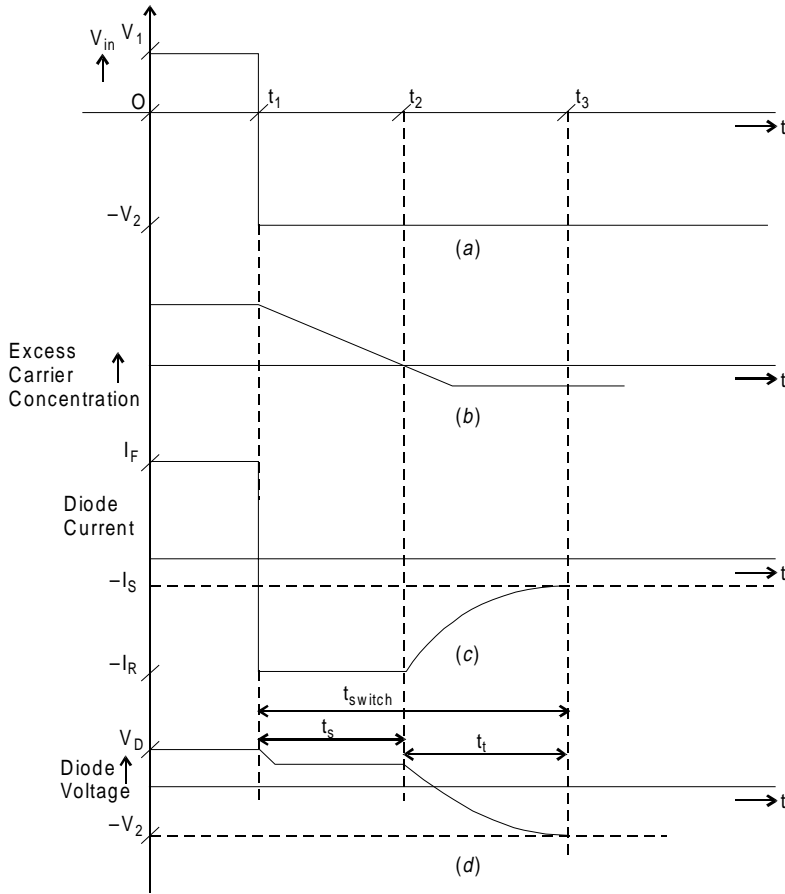 V_in V_1
O t_1 t_2 t_3
t
–V_2
(a)
Excess
Carrier
Concentration
t
(b)
I_F
Diode
Current
t
–I_S
–I_R
(c)
t_switch
t_s
t_t
V_D
Diode
Voltage
t
–V_2
(d)